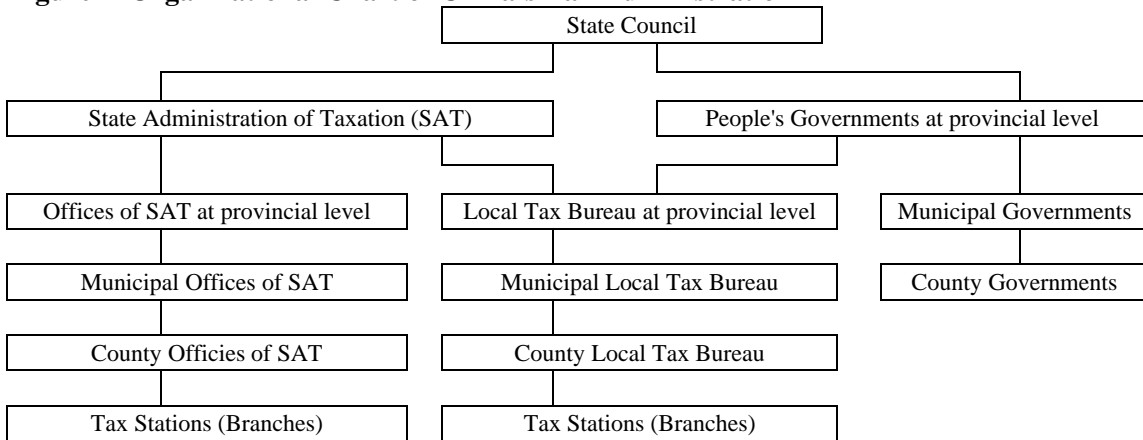 State Council
State Administration of Taxation (SAT)
People's Governments at provincial level
Offices of SAT at provincial level
Local Tax Bureau at provincial level
Municipal Governments
Municipal Offices of SAT
Municipal Local Tax Bureau
County Governments
County Officies of SAT
County Local Tax Bureau
Tax Stations (Branches)
Tax Stations (Branches)